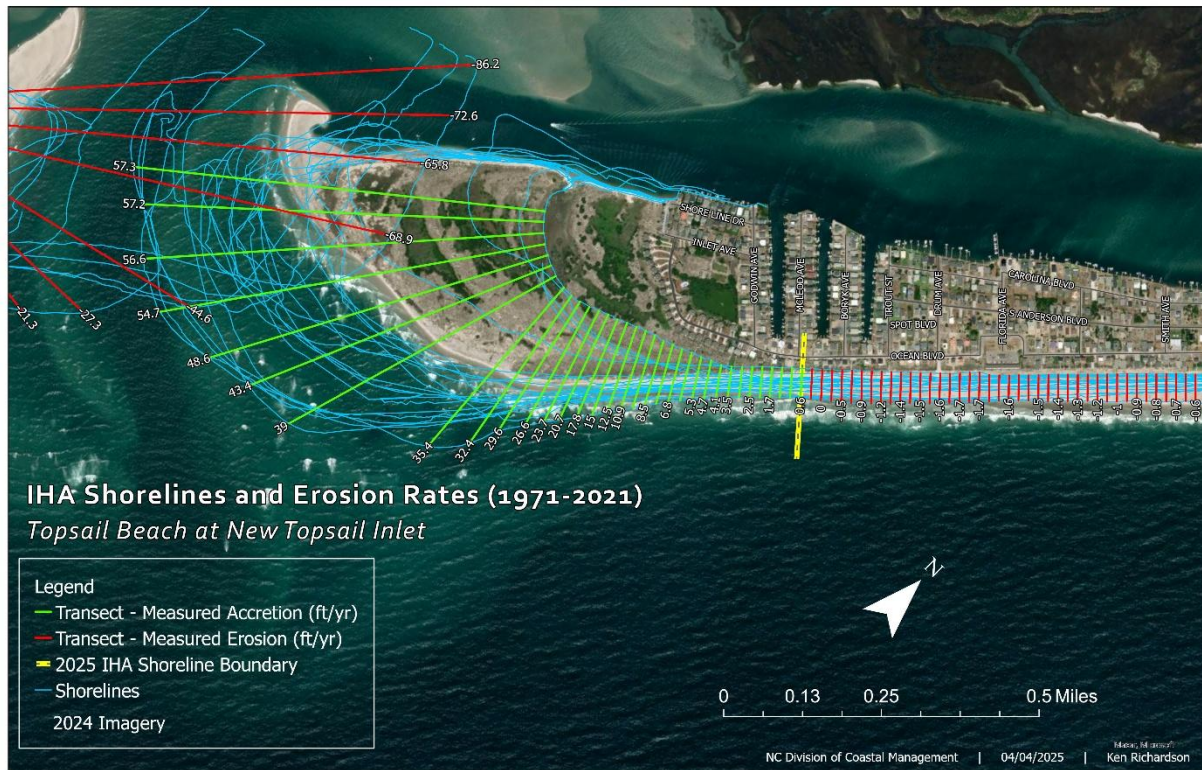 -86.2
-72.6
-65.8
57.3
57.2
-68.9
56.6
54.7
-44.6
-27.3
-21.3
48.6
43.4
39
35.4
32.4
29.6
26.6
23.7
17.8
15
12.5
8.5
6.8
5.3
4.7
4.1
3.5
2.5
1.7
0.6
0
-0.5
-0.9
-1.2
-1.4
-1.5
-1.6
-1.7
-1.7
-1.6
-1.5
-1.4
-1.3
-1.2
-1
-0.9
-0.8
-0.7
-0.6
SHORE LINE DR
INLET AVE
GODWIN AVE
MCLEOD AVE
BORYK AVE
TROUT ST
DRUM AVE
FLORIDA AVE
CAROLINA BLVD
S ANDERSON BLVD
SPOT BLVD
SMITH AVE
OCEAN BLVD
IHA Shorelines and Erosion Rates (1971-2021)
Topsail Beach at New Topsail Inlet
Legend
Transect - Measured Accretion (ft/yr)
Transect - Measured Erosion (ft/yr)
2025 IHA Shoreline Boundary
Shorelines
2024 Imagery
N
0 0.13 0.25 0.5 Miles
Maxar, Microsoft
NC Division of Coastal Management | 04/04/2025 | Ken Richardson